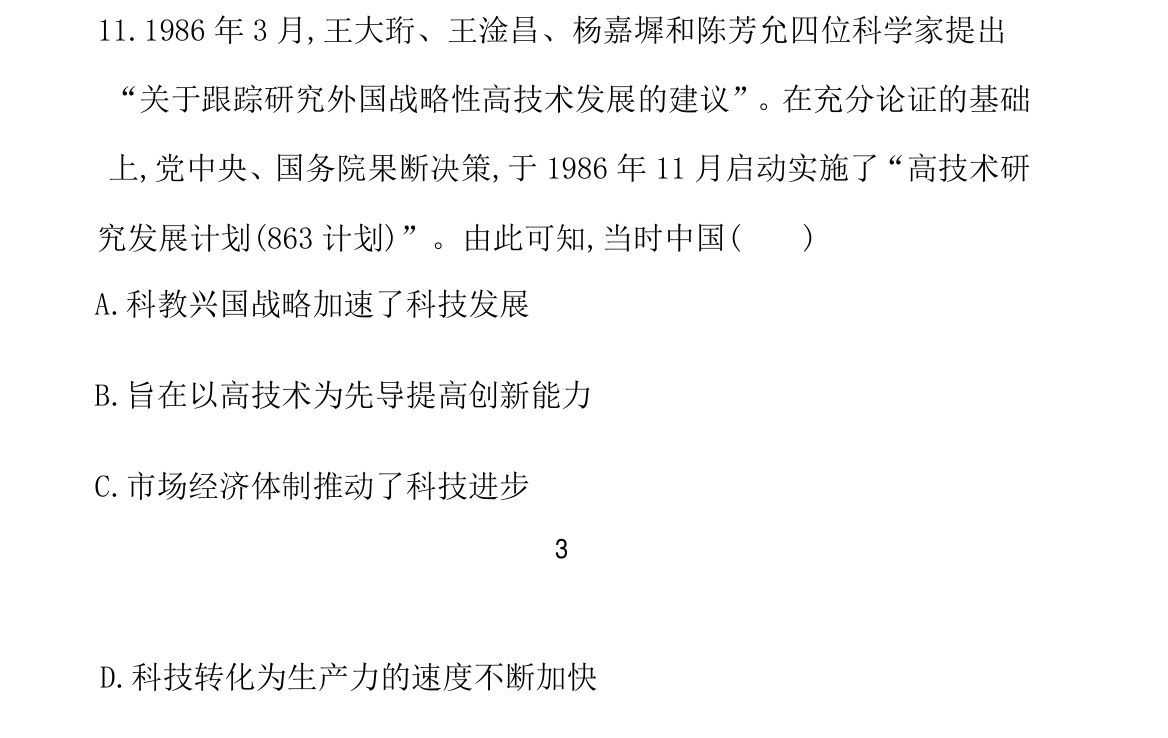 11.1986 年 3 月,王大珩、王淦昌、杨嘉墀和陈芳允四位科学家提出
“关于跟踪研究外国战略性高技术发展的建议”。在充分论证的基础
上,党中央、国务院果断决策,于 1986 年 11 月启动实施了“高技术研
究发展计划(863 计划)”。由此可知,当时中国(  )
A.科教兴国战略加速了科技发展
B.旨在以高技术为先导提高创新能力
C.市场经济体制推动了科技进步
3
D.科技转化为生产力的速度不断加快